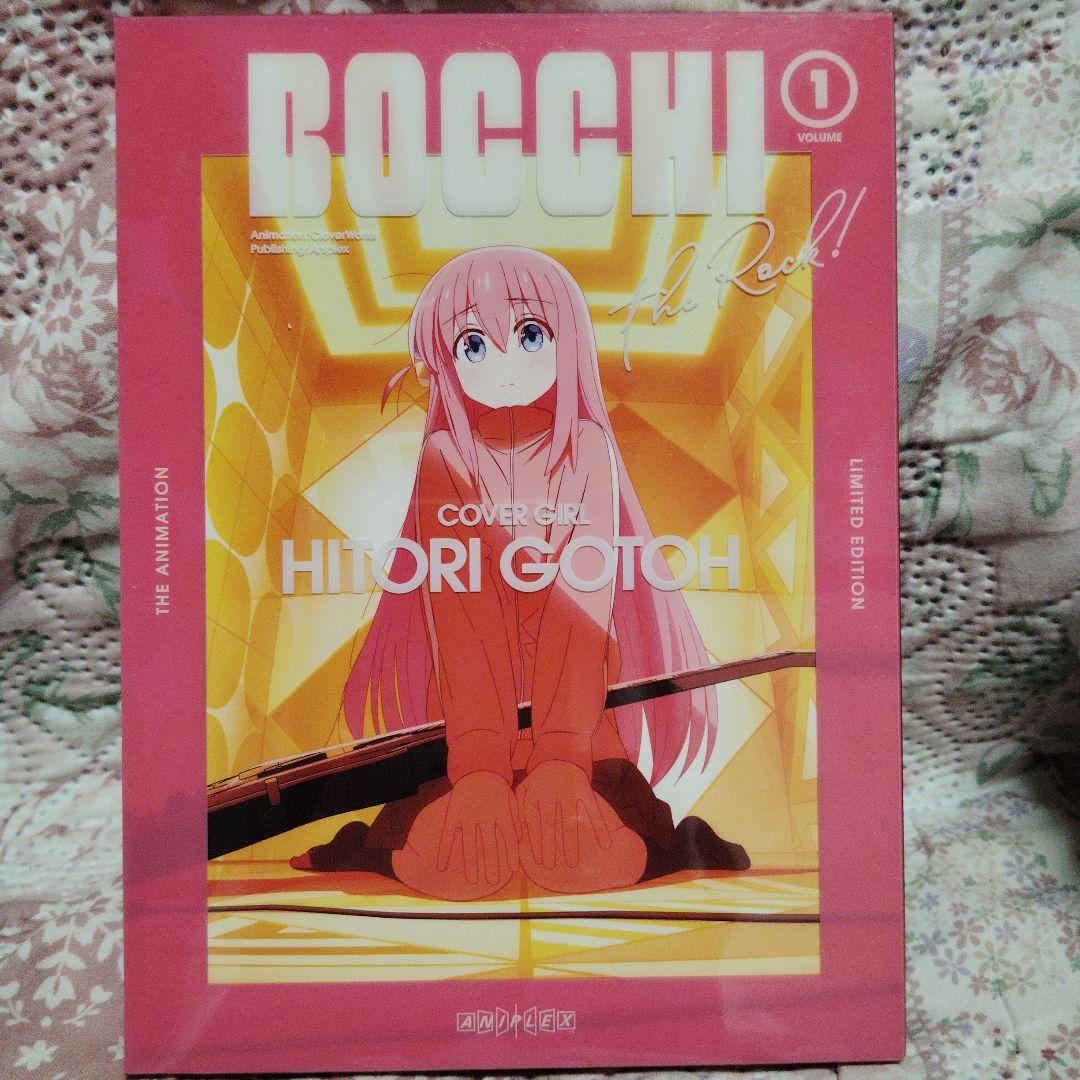 BOCCHI
1
VOLUME
the Rock!
Animation:CloverWorks
Publishing:Aniplex
COVER GIRL
HITORI GOTOH
THE ANIMATION
LIMITED EDITION
ANIPLEX